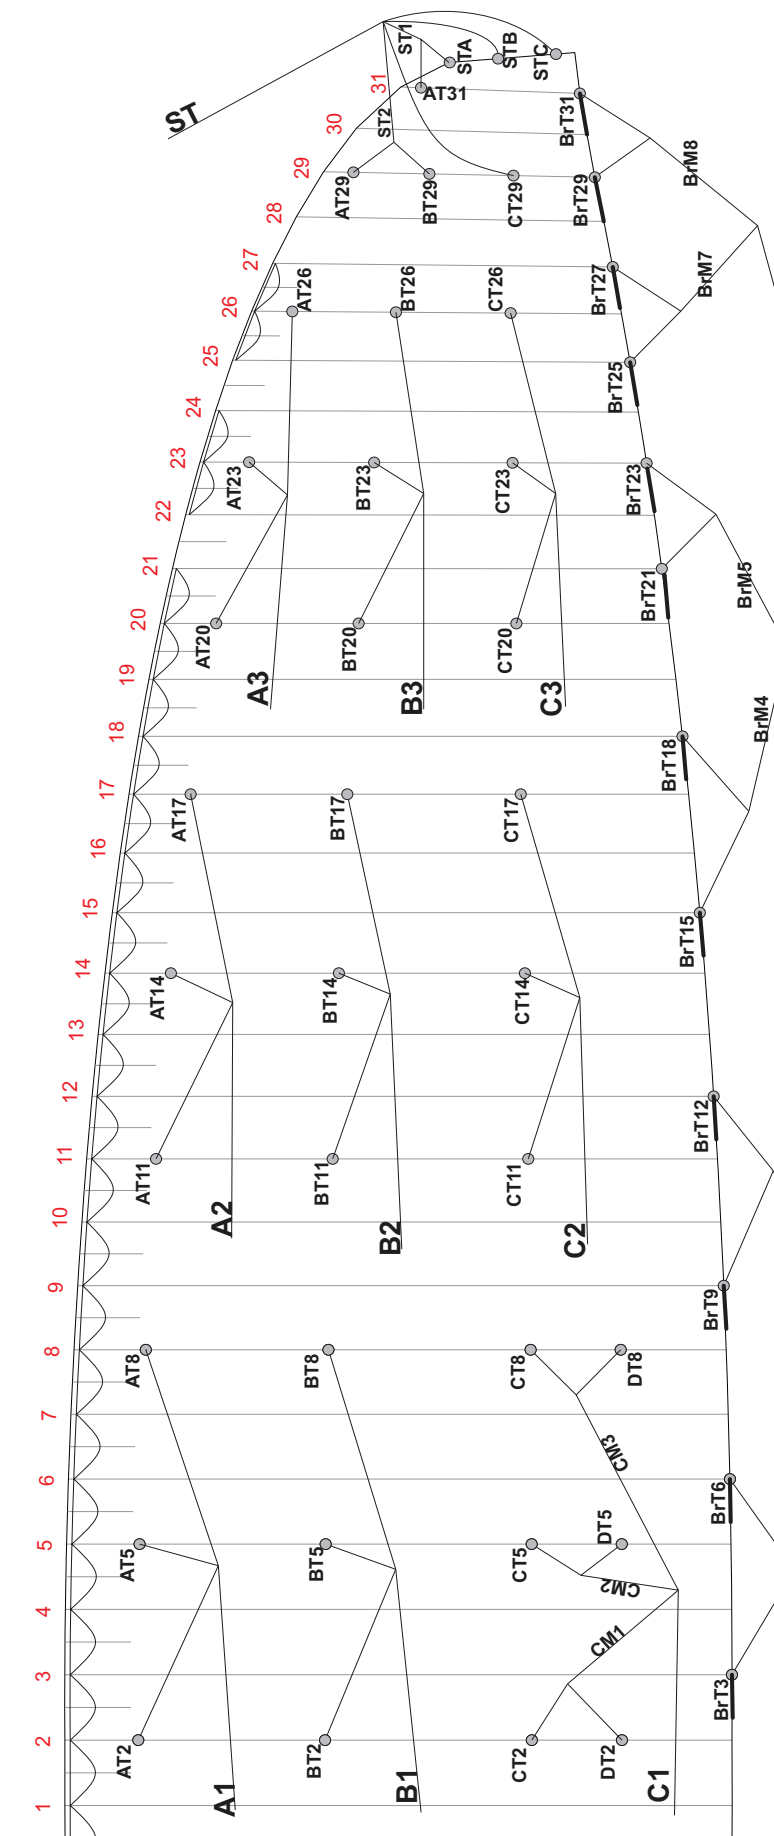 ST1
STA
STB
STC
ST
31
AT31
BrT31
30
ST2
29
AT29
BT29
CT29
BrT29
BrM8
28
27
BrT27
BrM7
26
AT26
BT26
CT26
25
BrT25
24
23
AT23
BT23
CT23
BrT23
22
21
BrT21
BrM5
20
AT20
BT20
CT20
19
A3
B3
C3
18
BrT18
BrM4
17
AT17
BT17
CT17
16
15
BrT15
14
AT14
BT14
CT14
13
12
BrT12
11
AT11
BT11
CT11
10
A2
B2
C2
9
BrT9
8
AT8
BT8
CT8
DT8
7
CM3
6
BrT6
5
AT5
BT5
CT5
DT5
CM2
4
CM1
3
BrT3
2
AT2
BT2
CT2
DT2
1
A1
B1
C1